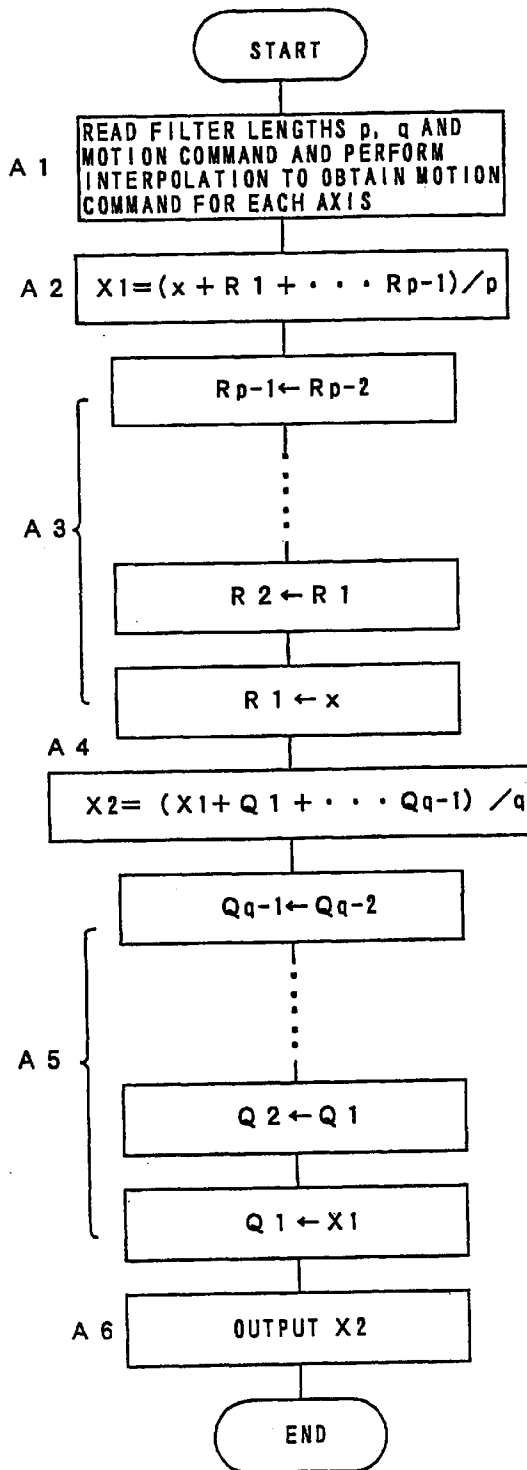 START
A 1
READ FILTER LENGTHS p, q AND
MOTION COMMAND AND PERFORM
INTERPOLATION TO OBTAIN MOTION
COMMAND FOR EACH AXIS
A 2
X1=(x + R 1 + · · · Rp-1)/p
Rp-1← Rp-2
A 3
R 2 ← R 1
R 1 ← x
A 4
X2= (X1+ Q 1 + · · · Qq-1) /q
Qq-1← Qq-2
A 5
Q 2 ← Q 1
Q 1 ← X1
A 6
OUTPUT X2
END